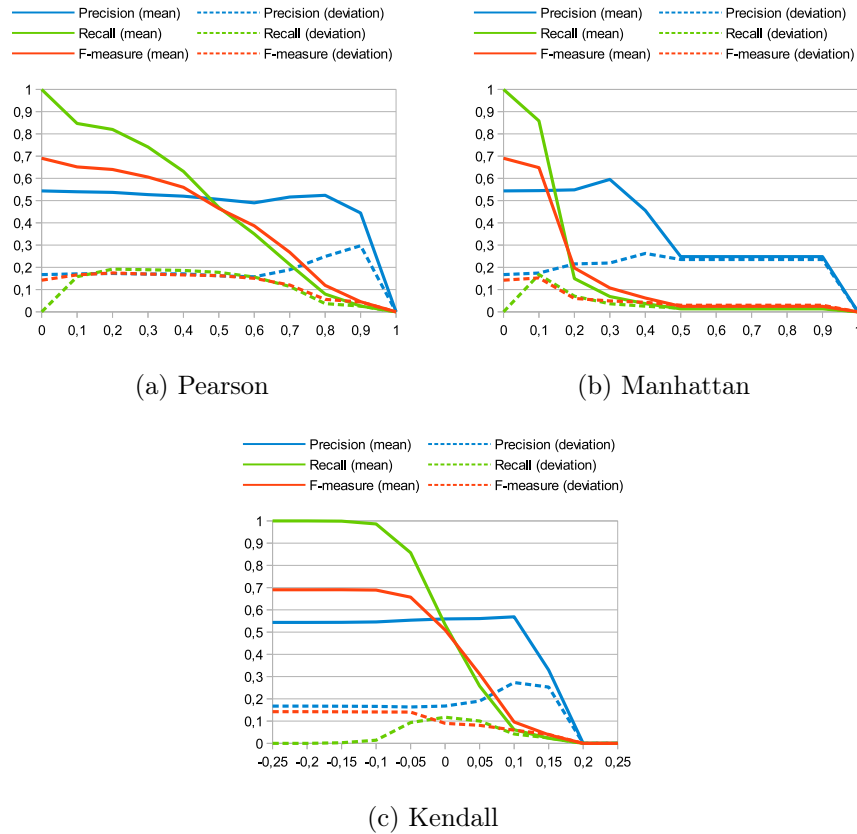 Precision (mean) Precision (deviation)
Recall (mean) Recall (deviation)
F-measure (mean) F-measure (deviation)
1
0,9
0,8
0,7
0,6
0,5
0,4
0,3
0,2
0,1
0
0 0,1 0,2 0,3 0,4 0,5 0,6 0,7 0,8 0,9 1
(a) Pearson
Precision (mean) Precision (deviation)
Recall (mean) Recall (deviation)
F-measure (mean) F-measure (deviation)
1
0,9
0,8
0,7
0,6
0,5
0,4
0,3
0,2
0,1
0
0 0,1 0,2 0,3 0,4 0,5 0,6 0,7 0,8 0,9
(b) Manhattan
Precision (mean) Precision (deviation)
Recall (mean) Recall (deviation)
F-measure (mean) F-measure (deviation)
1
0,9
0,8
0,7
0,6
0,5
0,4
0,3
0,2
0,1
0
-0,25 -0,2 -0,15 -0,1 -0,05 0 0,05 0,1 0,15 0,2 0,25
(c) Kendall